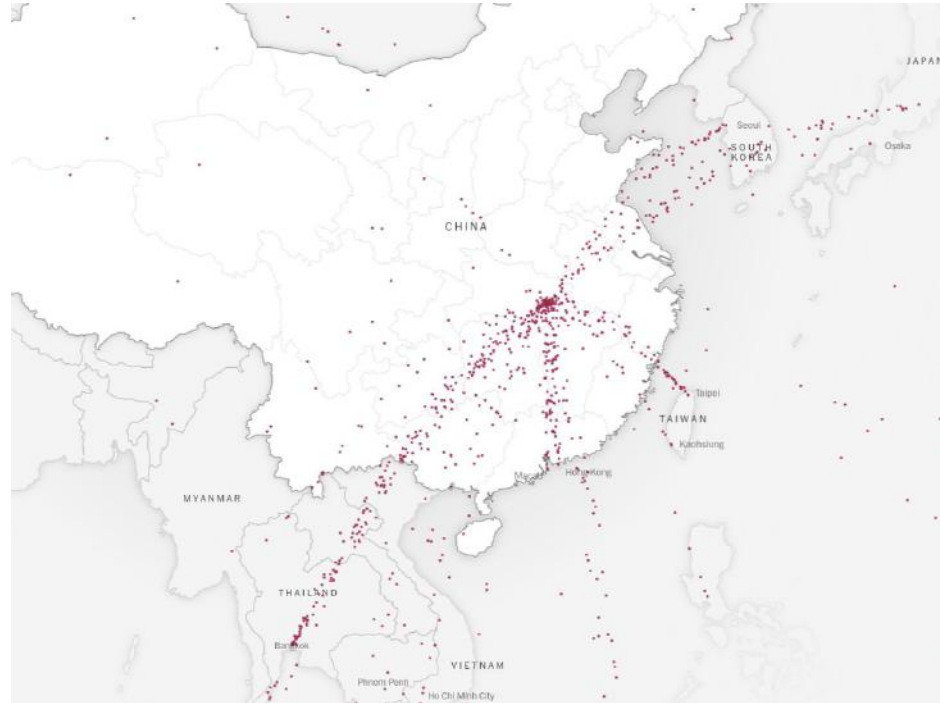 JAPAN
Seoul
SOUTH
KOREA
Osaka
CHINA
Taipei
TAIWAN
Kaohsiung
Hong Kong
MYANMAR
THAILAND
Bangkok
VIETNAM
Phnom Penh
Ho Chi Minh City